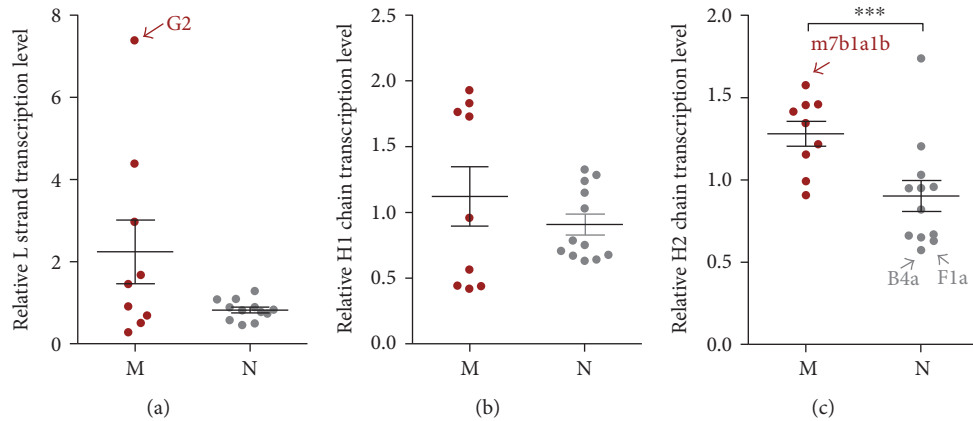 Relative L strand transcription level
8
6
4
2
0
G2
M
N
(a)
Relative H1 chain transcription level
2.5
2.0
1.5
1.0
0.5
0.0
M
N
(b)
Relative H2 chain transcription level
2.0
1.5
1.0
0.5
0.0
***
m7b1a1b
B4a
F1a
M
N
(c)